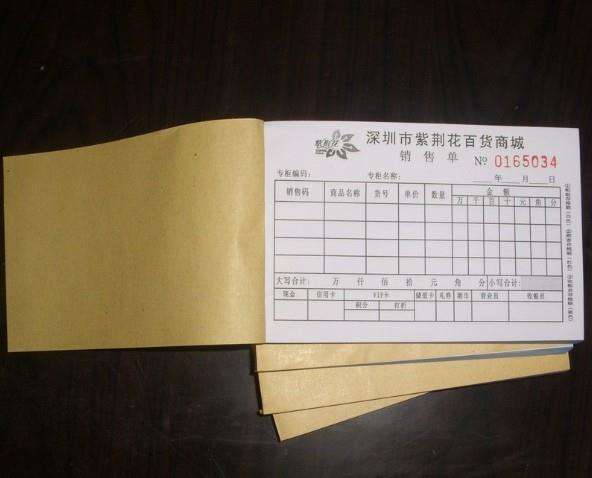 紫荆花
深圳市紫荆花百货商城
销售单 № 0165034
专柜编码: 专柜名称: 年 月 日
销售码 商品名称 货号 单价 数量 金额
万 千 百 十 元 角 分
大写合计: 万 仟 佰 拾 元 角 分 小写合计:
现金 信用卡 VIP卡 储值卡 礼券 营业员 收银员
积分 打折